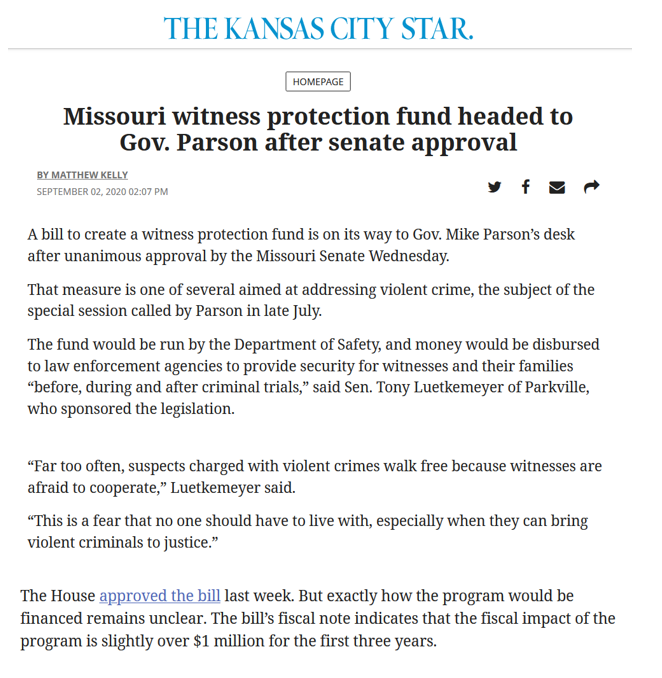 THE KANSAS CITY STAR.
HOMEPAGE
Missouri witness protection fund headed to
Gov. Parson after senate approval
BY MATTHEW KELLY
SEPTEMBER 02, 2020 02:07 PM
A bill to create a witness protection fund is on its way to Gov. Mike Parson’s desk
after unanimous approval by the Missouri Senate Wednesday.
That measure is one of several aimed at addressing violent crime, the subject of the
special session called by Parson in late July.
The fund would be run by the Department of Safety, and money would be disbursed
to law enforcement agencies to provide security for witnesses and their families
“before, during and after criminal trials,” said Sen. Tony Luetkemeyer of Parkville,
who sponsored the legislation.
“Far too often, suspects charged with violent crimes walk free because witnesses are
afraid to cooperate,” Luetkemeyer said.
“This is a fear that no one should have to live with, especially when they can bring
violent criminals to justice.”
The House approved the bill last week. But exactly how the program would be
financed remains unclear. The bill’s fiscal note indicates that the fiscal impact of the
program is slightly over $1 million for the first three years.